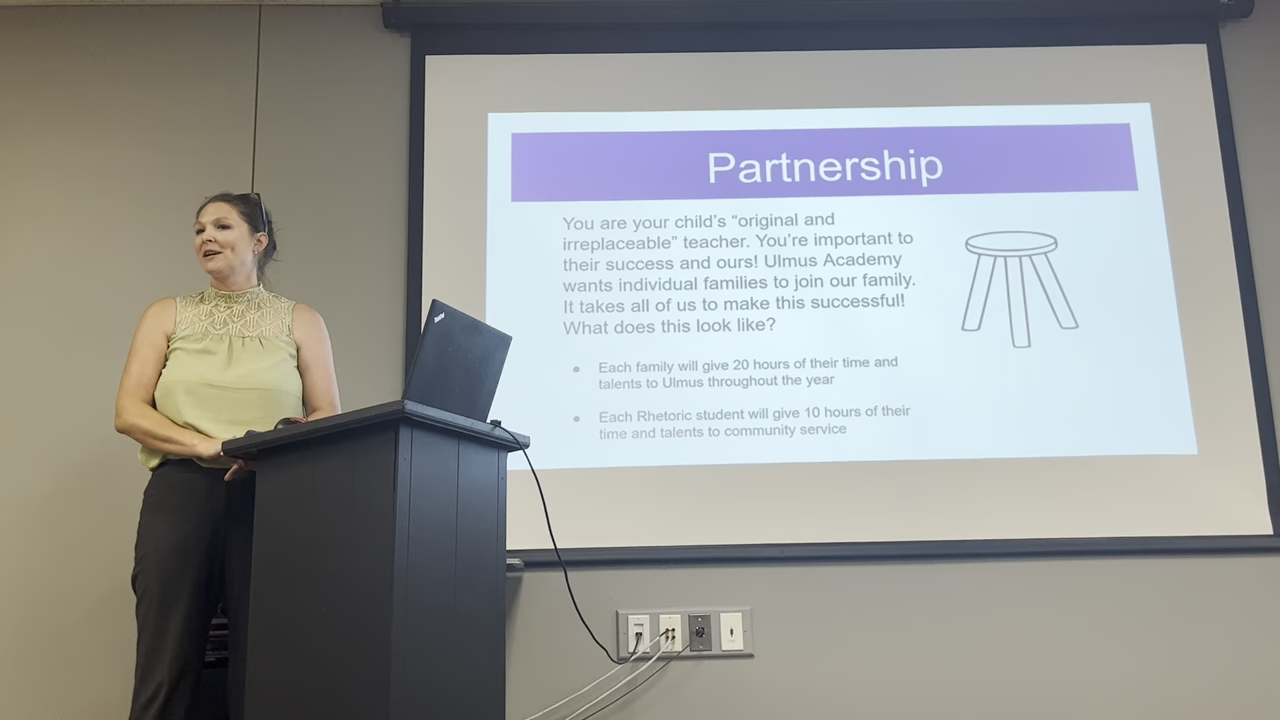 Partnership
You are your child's “original and
irreplaceable” teacher. You're important to
their success and ours! Ulmus Academy
wants individual families to join our family.
It takes all of us to make this successful!
What does this look like?
● Each family will give 20 hours of their time and
talents to Ulmus throughout the year
● Each Rhetoric student will give 10 hours of their
time and talents to community service
ThinkPad